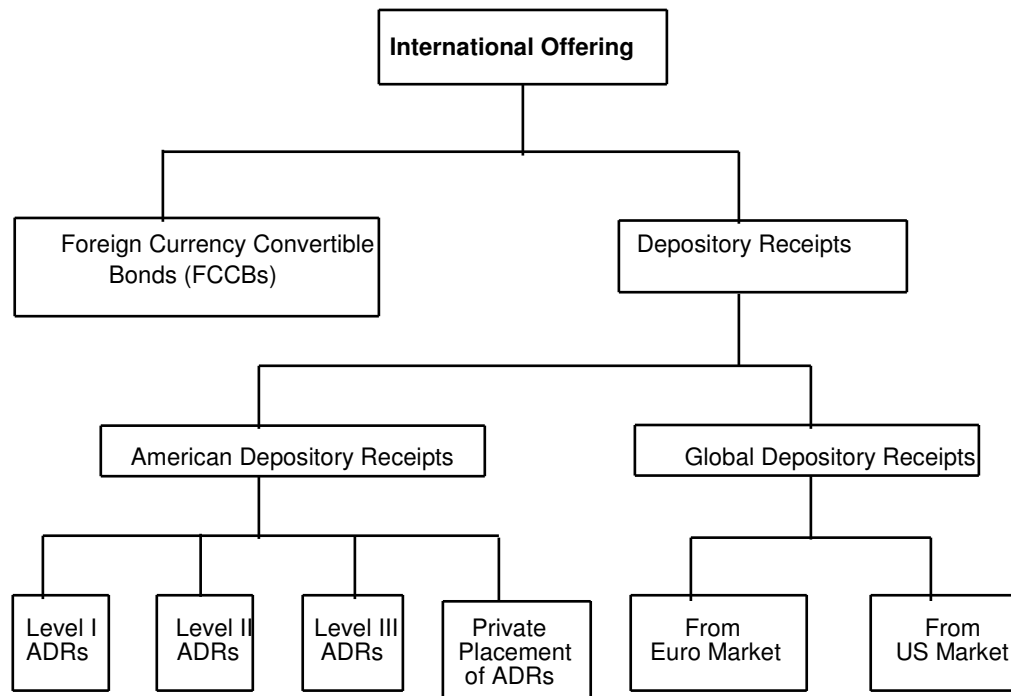 International Offering
Foreign Currency Convertible
Bonds (FCCBs)
Depository Receipts
American Depository Receipts
Global Depository Receipts
Level I
ADRs
Level II
ADRs
Level III
ADRs
Private
Placement
of ADRs
From
Euro Market
From
US Market